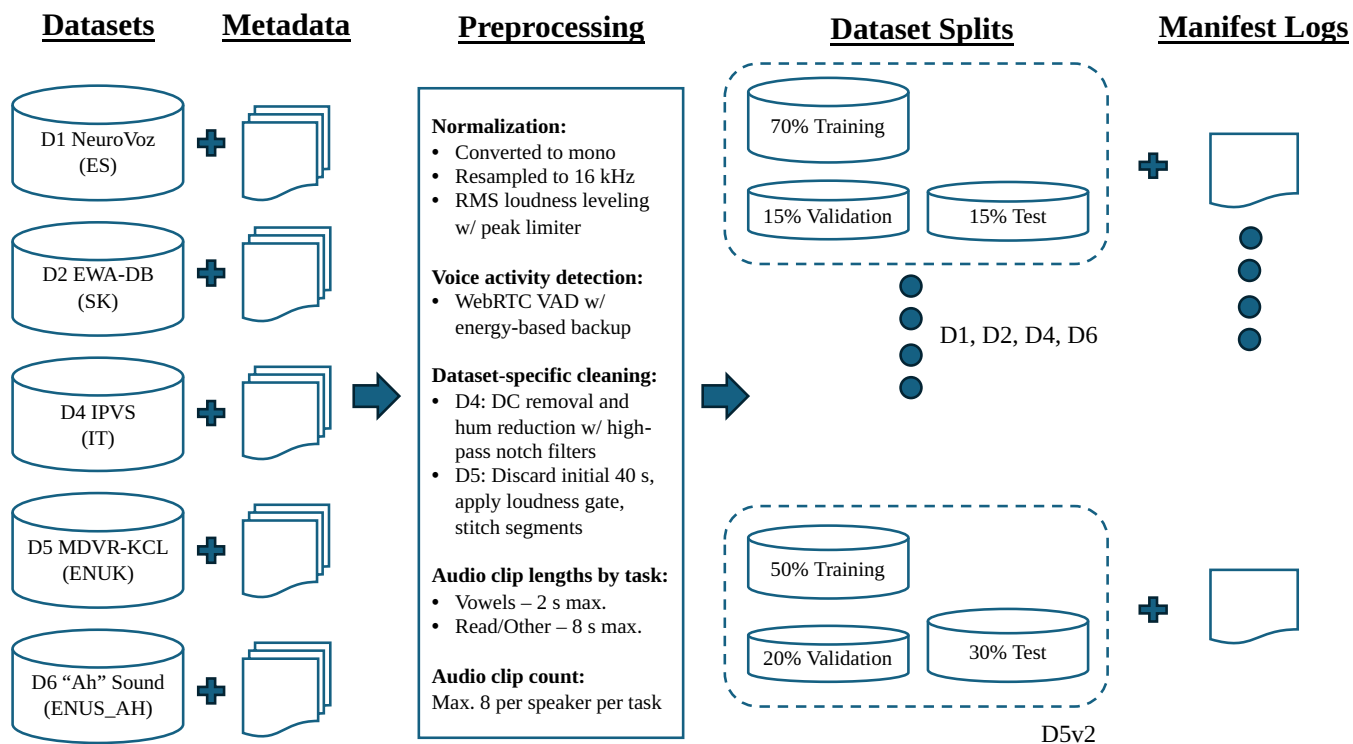 Datasets
Metadata
Preprocessing
Dataset Splits
Manifest Logs
D1 NeuroVoz
(ES)
D2 EWA-DB
(SK)
D4 IPVS
(IT)
D5 MDVR-KCL
(ENUK)
D6 “Ah” Sound
(ENUS_AH)
Normalization:
• Converted to mono
• Resampled to 16 kHz
• RMS loudness leveling
w/ peak limiter
Voice activity detection:
• WebRTC VAD w/
energy-based backup
Dataset-specific cleaning:
• D4: DC removal and
hum reduction w/ high-
pass notch filters
• D5: Discard initial 40 s,
apply loudness gate,
stitch segments
Audio clip lengths by task:
• Vowels – 2 s max.
• Read/Other – 8 s max.
Audio clip count:
Max. 8 per speaker per task
70% Training
15% Validation
15% Test
D1, D2, D4, D6
50% Training
20% Validation
30% Test
D5v2